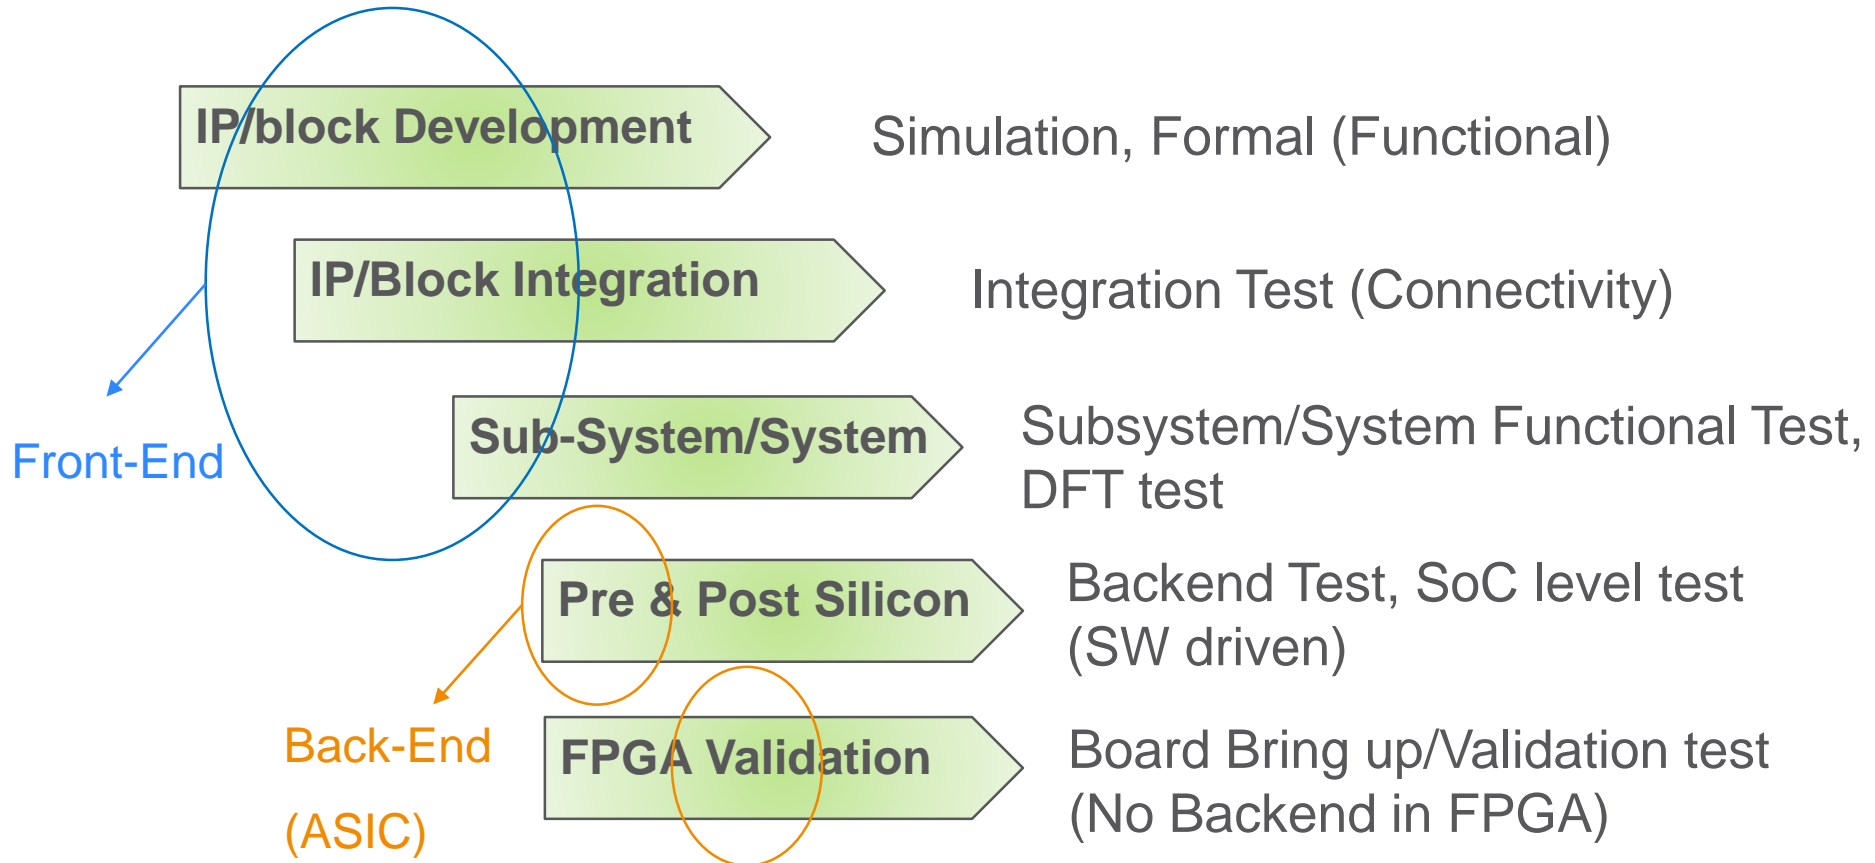 IP/block Development
Simulation, Formal (Functional)
IP/Block Integration
Integration Test (Connectivity)
Front-End
Sub-System/System
Subsystem/System Functional Test,
DFT test
Pre & Post Silicon
Backend Test, SoC level test
(SW driven)
Back-End
(ASIC)
FPGA Validation
Board Bring up/Validation test
(No Backend in FPGA)